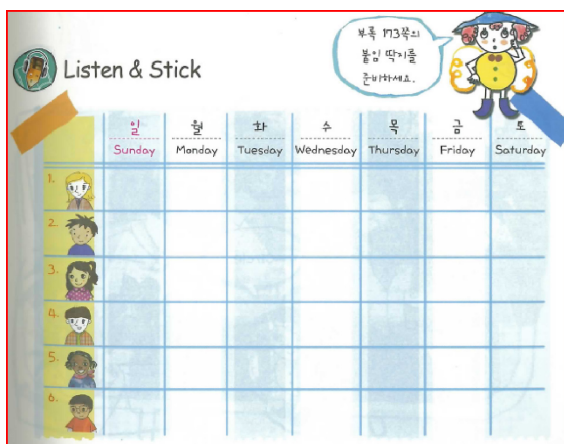 부록 173쪽의
붙임 딱지를
준비하세요.
Listen & Stick
일 월 화 수 목 금 토
Sunday Monday Tuesday Wednesday Thursday Friday Saturday
1.
2.
3.
4.
5.
6.